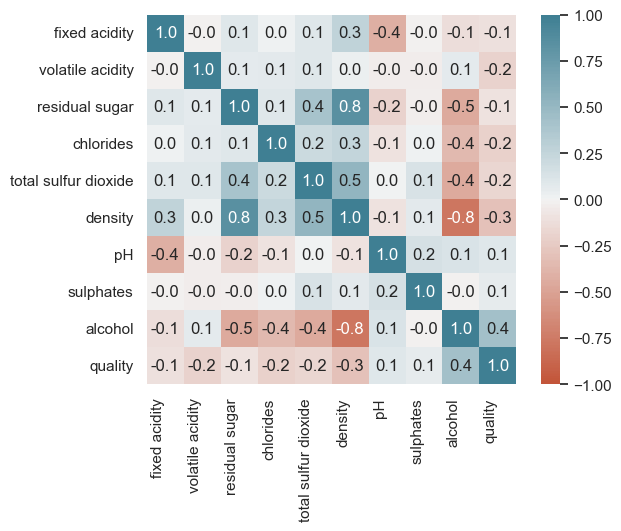 fixed acidity 1.0 -0.0 0.1 0.0 0.1 0.3 -0.4 -0.0 -0.1 -0.1
volatile acidity -0.0 1.0 0.1 0.1 0.1 0.0 -0.0 -0.0 0.1 -0.2
residual sugar 0.1 0.1 1.0 0.1 0.4 0.8 -0.2 -0.0 -0.5 -0.1
chlorides 0.0 0.1 0.1 1.0 0.2 0.3 -0.1 0.0 -0.4 -0.2
total sulfur dioxide 0.1 0.1 0.4 0.2 1.0 0.5 0.0 0.1 -0.4 -0.2
density 0.3 0.0 0.8 0.3 0.5 1.0 -0.1 0.1 -0.8 -0.3
pH -0.4 -0.0 -0.2 -0.1 0.0 -0.1 1.0 0.2 0.1 0.1
sulphates -0.0 -0.0 -0.0 0.0 0.1 0.1 0.2 1.0 -0.0 0.1
alcohol -0.1 0.1 -0.5 -0.4 -0.4 -0.8 0.1 -0.0 1.0 0.4
quality -0.1 -0.2 -0.1 -0.2 -0.2 -0.3 0.1 0.1 0.4 1.0
fixed acidity
volatile acidity
residual sugar
chlorides
total sulfur dioxide
density
pH
sulphates
alcohol
quality
1.00
0.75
0.50
0.25
0.00
−0.25
−0.50
−0.75
−1.00